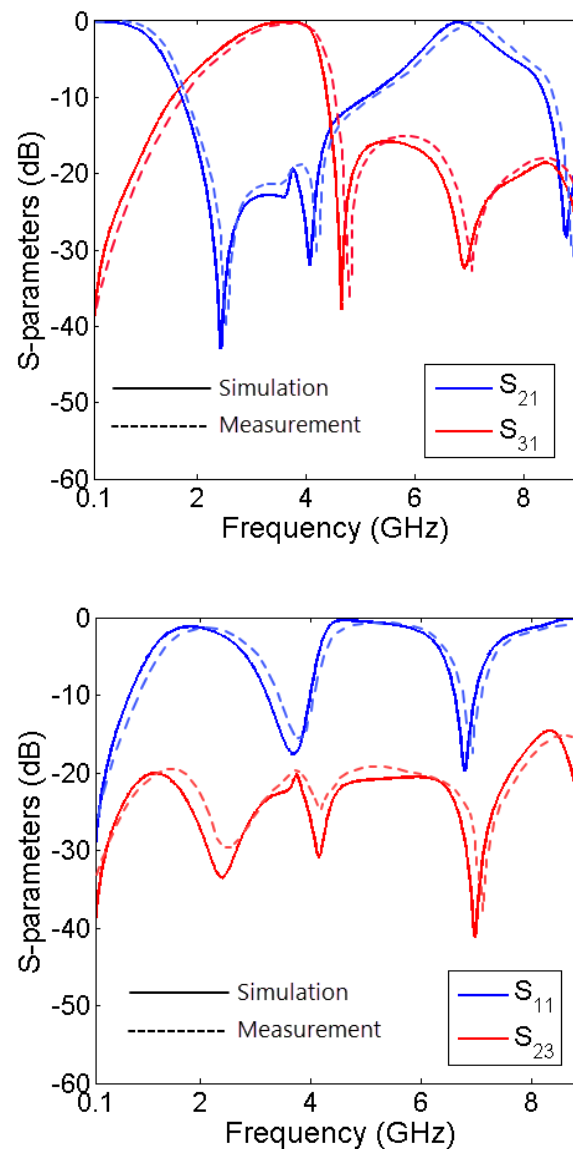 0
-10
-20
-30
-40
-50
-60
S-parameters (dB)
Simulation
Measurement
S21
S31
0.1 2 4 6 8
Frequency (GHz)
0
-10
-20
-30
-40
-50
-60
S-parameters (dB)
Simulation
Measurement
S11
S23
0.1 2 4 6 8
Frequency (GHz)